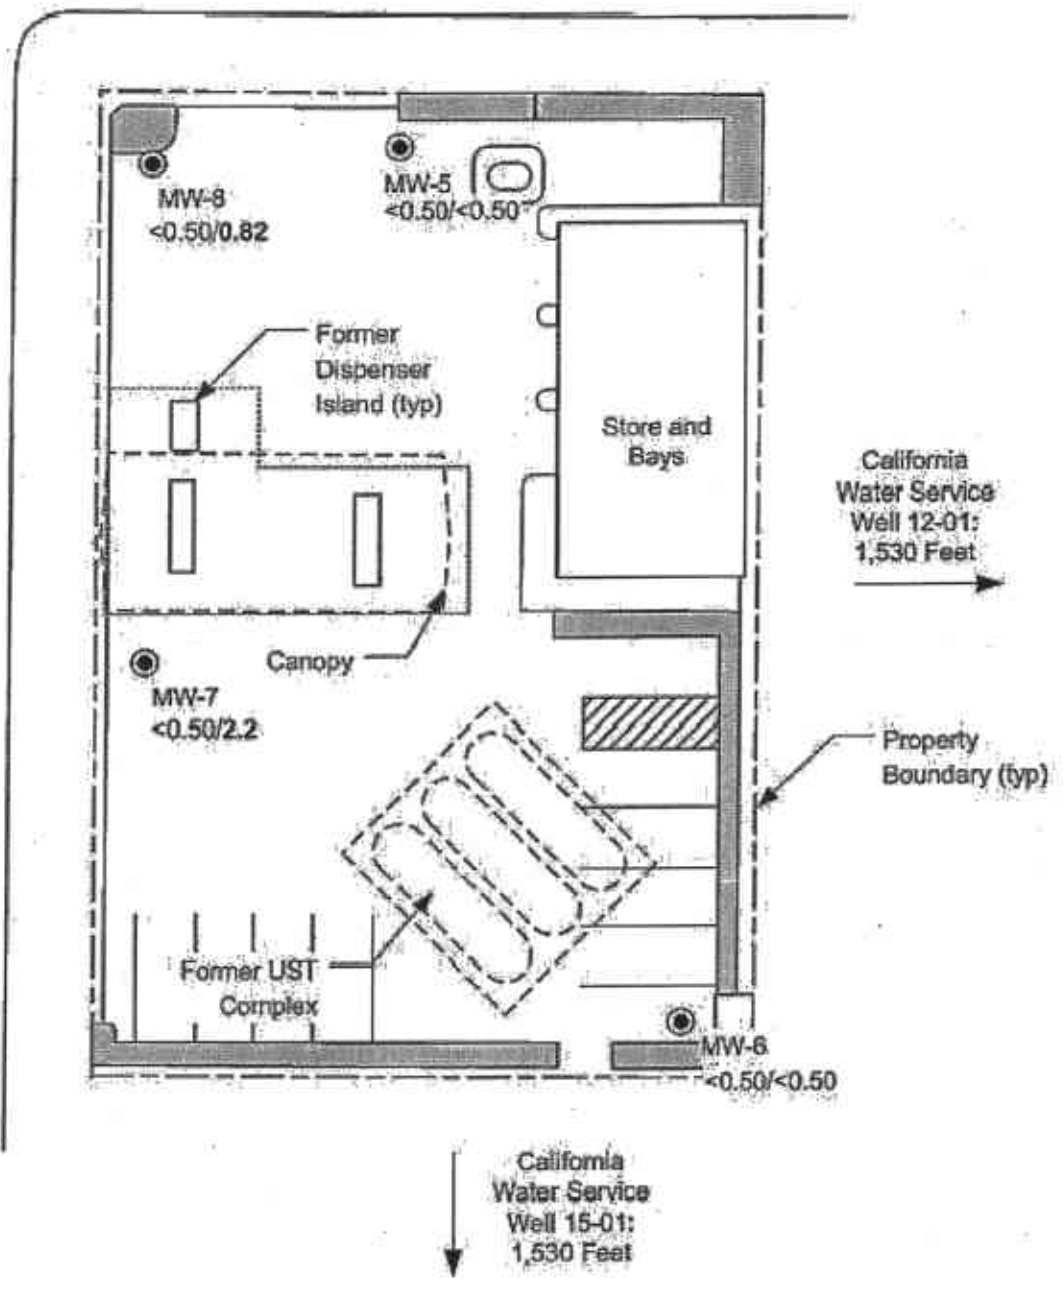 MW-8
<0.50/0.82
MW-5
<0.50/<0.50
Former
Dispenser
Island (typ)
Store and
Bays
California
Water Service
Well 12-01:
1,530 Feet
Canopy
MW-7
<0.50/2.2
Property
Boundary (typ)
Former UST
Complex
MW-6
<0.50/<0.50
California
Water Service
Well 15-01:
1,530 Feet